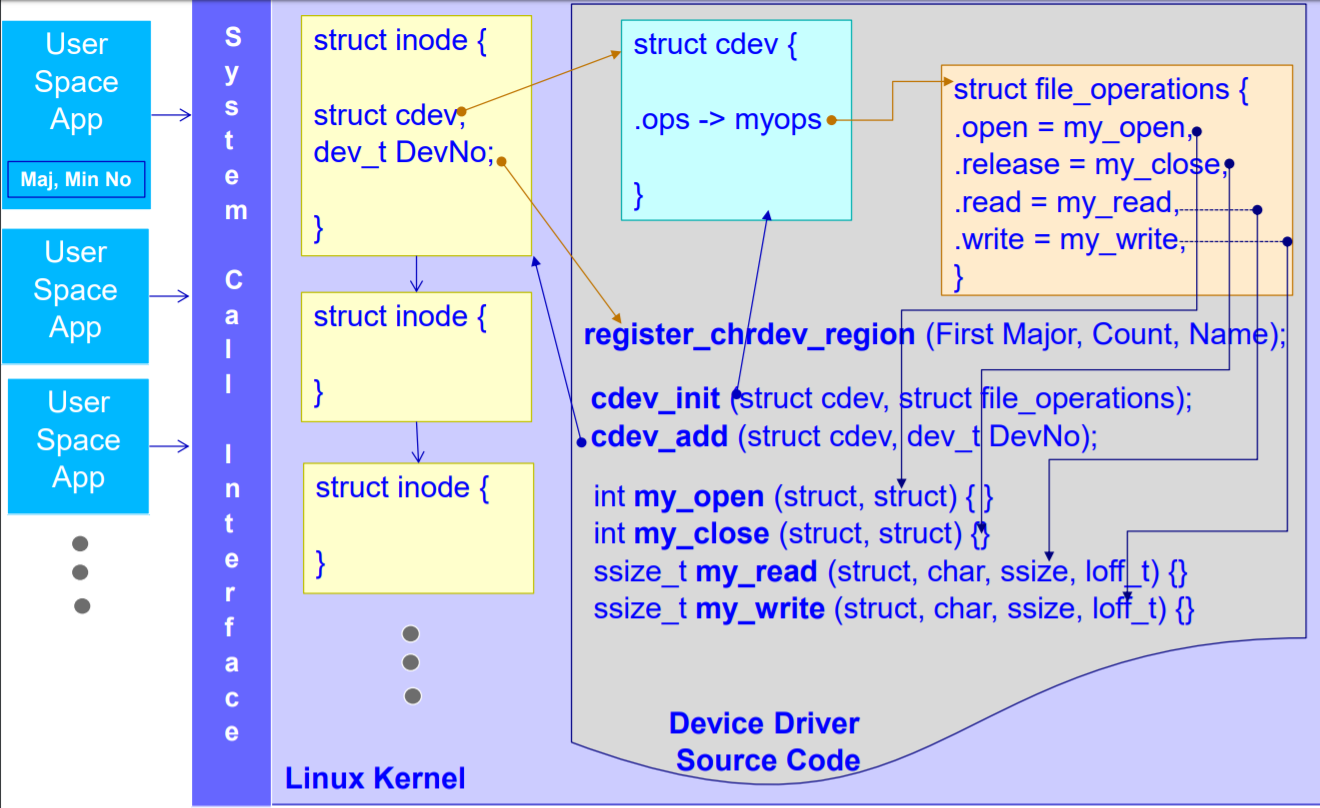 User
Space
App
Maj, Min No
User
Space
App
User
Space
App
System Call Interface
struct inode {
struct cdev,
dev_t DevNo;
}
struct inode {
}
struct inode {
}
Linux Kernel
struct cdev {
.ops -> myops
}
struct file_operations {
.open = my_open,
.release = my_close,
.read = my_read,
.write = my_write,
}
register_chrdev_region (First Major, Count, Name);
cdev_init (struct cdev, struct file_operations);
cdev_add (struct cdev, dev_t DevNo);
int my_open (struct, struct) { }
int my_close (struct, struct) {}
ssize_t my_read (struct, char, ssize, loff_t) {}
ssize_t my_write (struct, char, ssize, loff_t) {}
Device Driver
Source Code